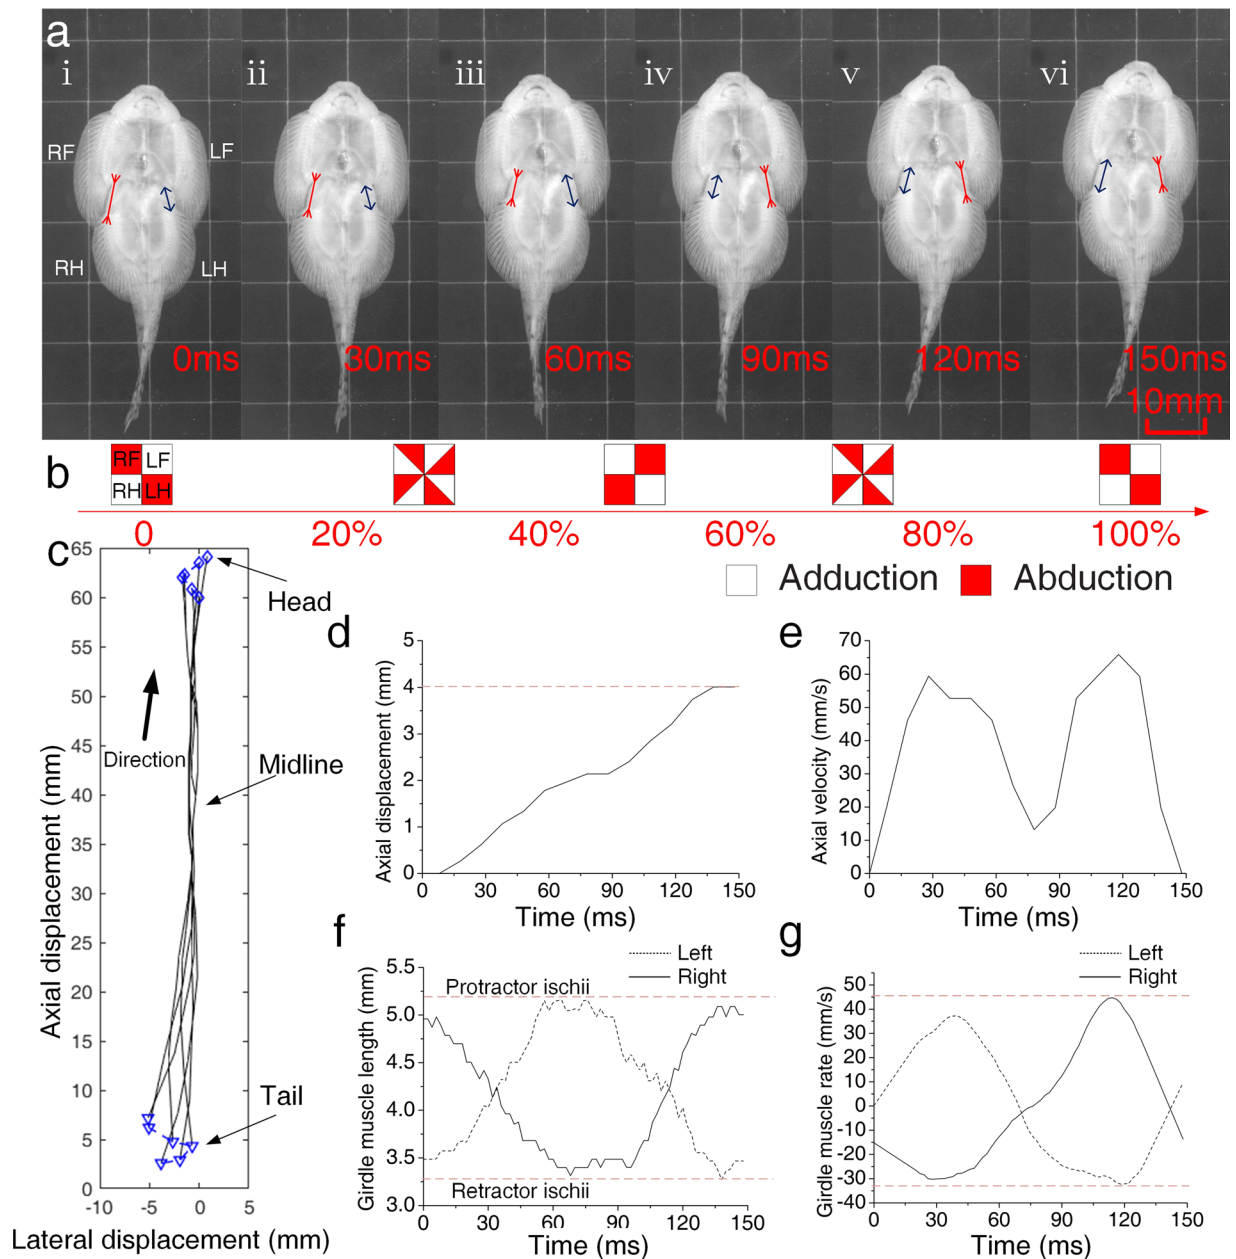 a
i ii iii iv v vi
RF LF
RH LH
0ms 30ms 60ms 90ms 120ms 150ms
10mm
b
RF LF
RH LH
0 20% 40% 60% 80% 100%
Adduction Abduction
c
65
60
55
50
45
40
35
30
25
20
15
10
5
0
-10 -5 0 5
Axial displacement (mm)
Lateral displacement (mm)
Head
Direction
Midline
Tail
d
5
4
3
2
1
0
30 60 90 120 150
Axial displacement (mm)
Time (ms)
e
70
60
50
40
30
20
10
0
0 30 60 90 120 150
Axial velocity (mm/s)
Time (ms)
f
Left
Right
5.5
5.0
4.5
4.0
3.5
3.0
Protractor ischii
Retractor ischii
0 30 60 90 120 150
Girdle muscle length (mm)
Time (ms)
g
Left
Right
50
40
30
20
10
0
-10
-20
-30
-40
0 30 60 90 120 150
Girdle muscle rate (mm/s)
Time (ms)